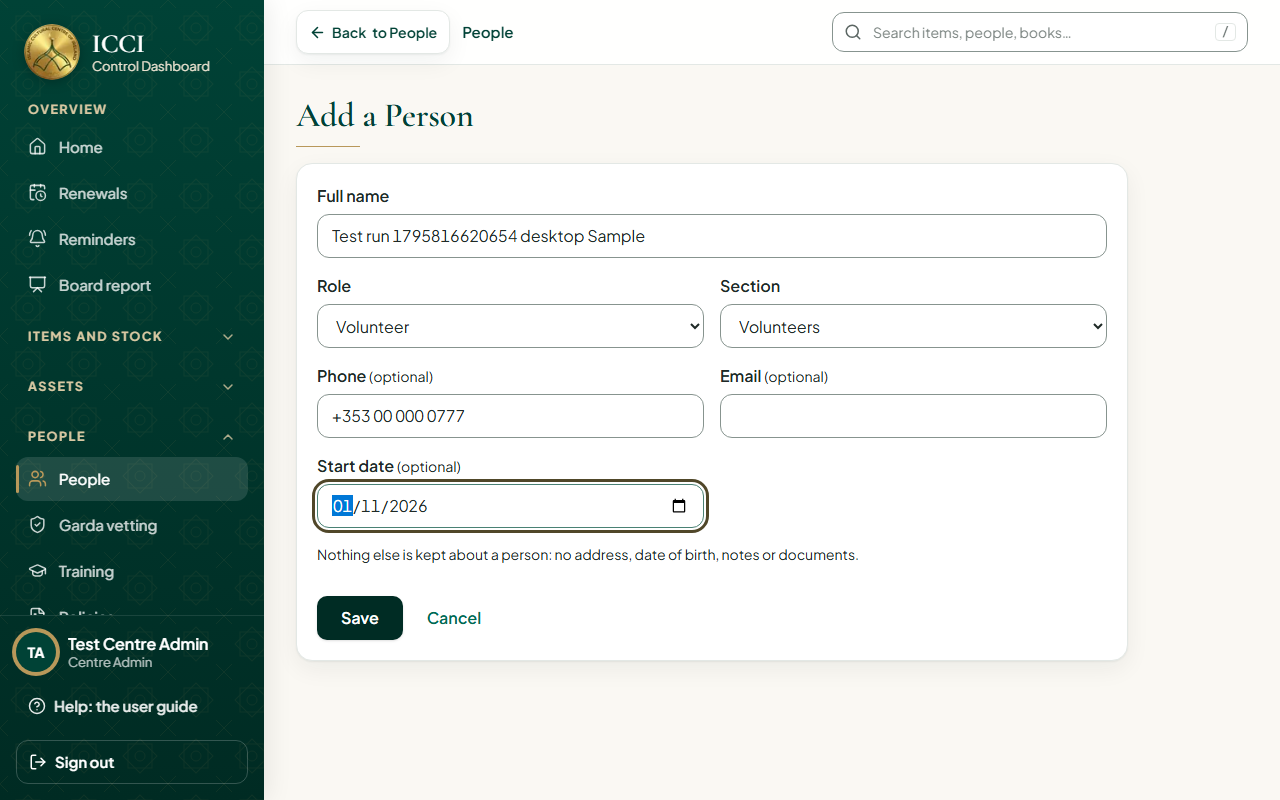 ICCI
Control Dashboard
OVERVIEW
Home
Renewals
Reminders
Board report
ITEMS AND STOCK
ASSETS
PEOPLE
People
Garda vetting
Training
TA
Test Centre Admin
Centre Admin
Help: the user guide
Sign out
Back to People
People
Search items, people, books...
/
Add a Person
Full name
Test run 1795816620654 desktop Sample
Role
Section
Volunteer
Volunteers
Phone (optional)
Email (optional)
+353 00 000 0777
Start date (optional)
01/11/2026
Nothing else is kept about a person: no address, date of birth, notes or documents.
Save
Cancel